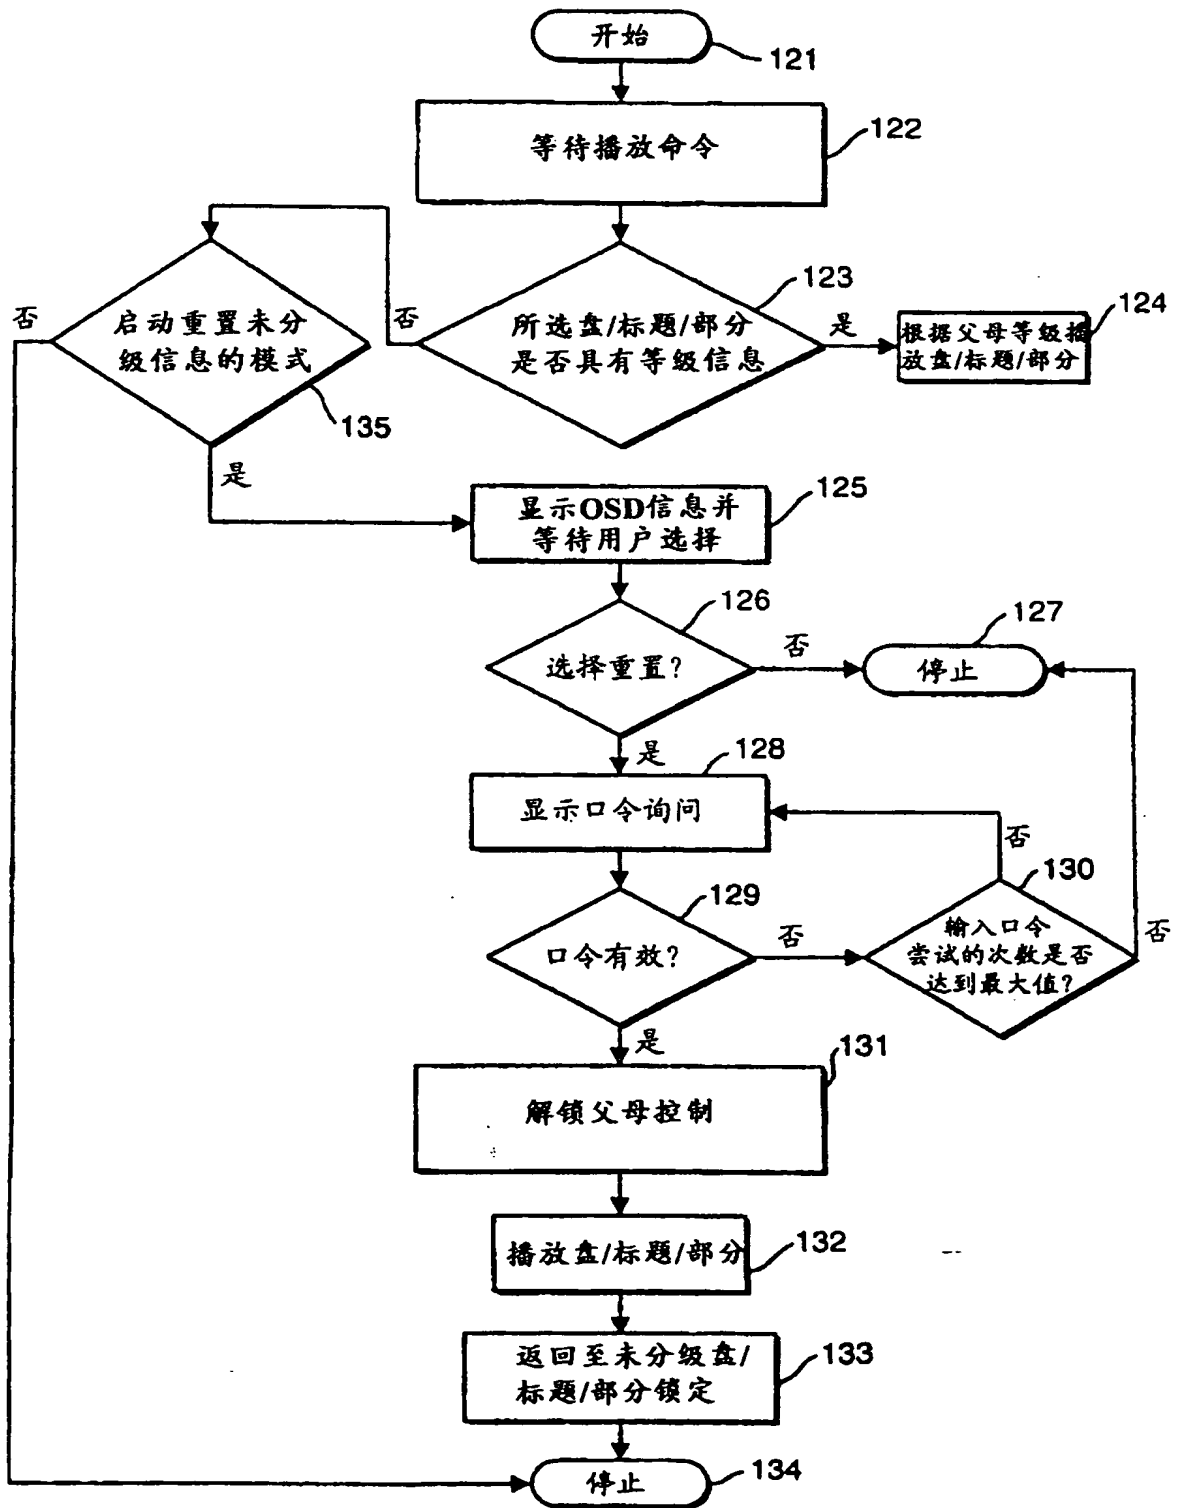 开始
121
等待播放命令
122
所选盘/标题/部分
是否具有等级信息
123
是
根据父母等级播
放盘/标题/部分
124
否
启动重置未分
级信息的模式
135
否
是
显示OSD信息并
等待用户选择
125
选择重置?
126
否
停止
127
是
显示口令询问
128
口令有效?
129
否
输入口令
尝试的次数是否
达到最大值?
130
否
否
是
解锁父母控制
131
播放盘/标题/部分
132
返回至未分级盘/
标题/部分锁定
133
停止
134